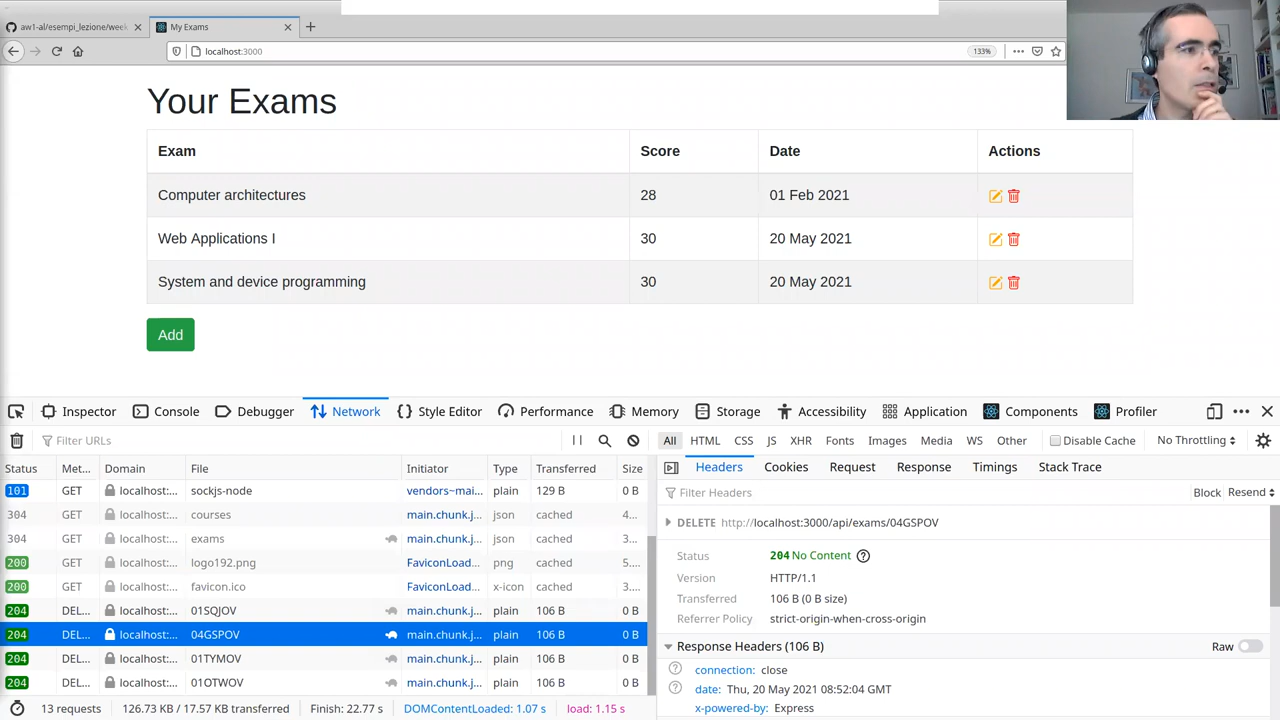 aw1-al/esempi_lezione/wee
My Exams
localhost:3000
133%
Your Exams
Exam Score Date Actions
Computer architectures 28 01 Feb 2021
Web Applications I 30 20 May 2021
System and device programming 30 20 May 2021
Add
Inspector Console Debugger Network Style Editor Performance Memory Storage Accessibility Application Components Profiler
Filter URLs
All HTML CSS JS XHR Fonts Images Media WS Other Disable Cache No Throttling
Status Met... Domain File Initiator Type Transferred Size
101 GET localhost:... sockjs-node vendors~mai... plain 129 B 0 B
304 GET localhost:... courses main.chunk.j... json cached 4...
304 GET localhost:... exams main.chunk.j... json cached 3...
200 GET localhost:... logo192.png FaviconLoad... png cached 5....
200 GET localhost:... favicon.ico FaviconLoad... x-icon cached 3....
204 DEL... localhost:... 01SQJOV main.chunk.j... plain 106 B 0 B
204 DEL... localhost:... 04GSPOV main.chunk.j... plain 106 B 0 B
204 DEL... localhost:... 01TYMOV main.chunk.j... plain 106 B 0 B
204 DEL... localhost:... 01OTWOV main.chunk.j... plain 106 B 0 B
13 requests 126.73 KB / 17.57 KB transferred Finish: 22.77 s DOMContentLoaded: 1.07 s load: 1.15 s
Headers Cookies Request Response Timings Stack Trace
Filter Headers Block Resend
DELETE http://localhost:3000/api/exams/04GSPOV
Status 204 No Content
Version HTTP/1.1
Transferred 106 B (0 B size)
Referrer Policy strict-origin-when-cross-origin
Response Headers (106 B) Raw
connection: close
date: Thu, 20 May 2021 08:52:04 GMT
x-powered-by: Express